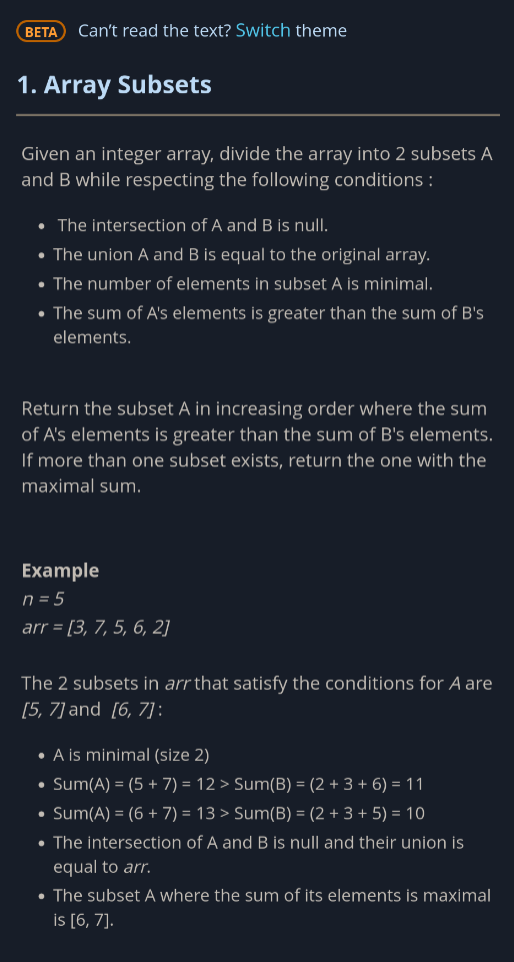 BETA Can’t read the text? Switch theme
1. Array Subsets
Given an integer array, divide the array into 2 subsets A
and B while respecting the following conditions :
• The intersection of A and B is null.
• The union A and B is equal to the original array.
• The number of elements in subset A is minimal.
• The sum of A's elements is greater than the sum of B's
elements.
Return the subset A in increasing order where the sum
of A's elements is greater than the sum of B's elements.
If more than one subset exists, return the one with the
maximal sum.
Example
n = 5
arr = [3, 7, 5, 6, 2]
The 2 subsets in arr that satisfy the conditions for A are
[5, 7] and [6, 7] :
• A is minimal (size 2)
• Sum(A) = (5 + 7) = 12 > Sum(B) = (2 + 3 + 6) = 11
• Sum(A) = (6 + 7) = 13 > Sum(B) = (2 + 3 + 5) = 10
• The intersection of A and B is null and their union is
equal to arr.
• The subset A where the sum of its elements is maximal
is [6, 7].